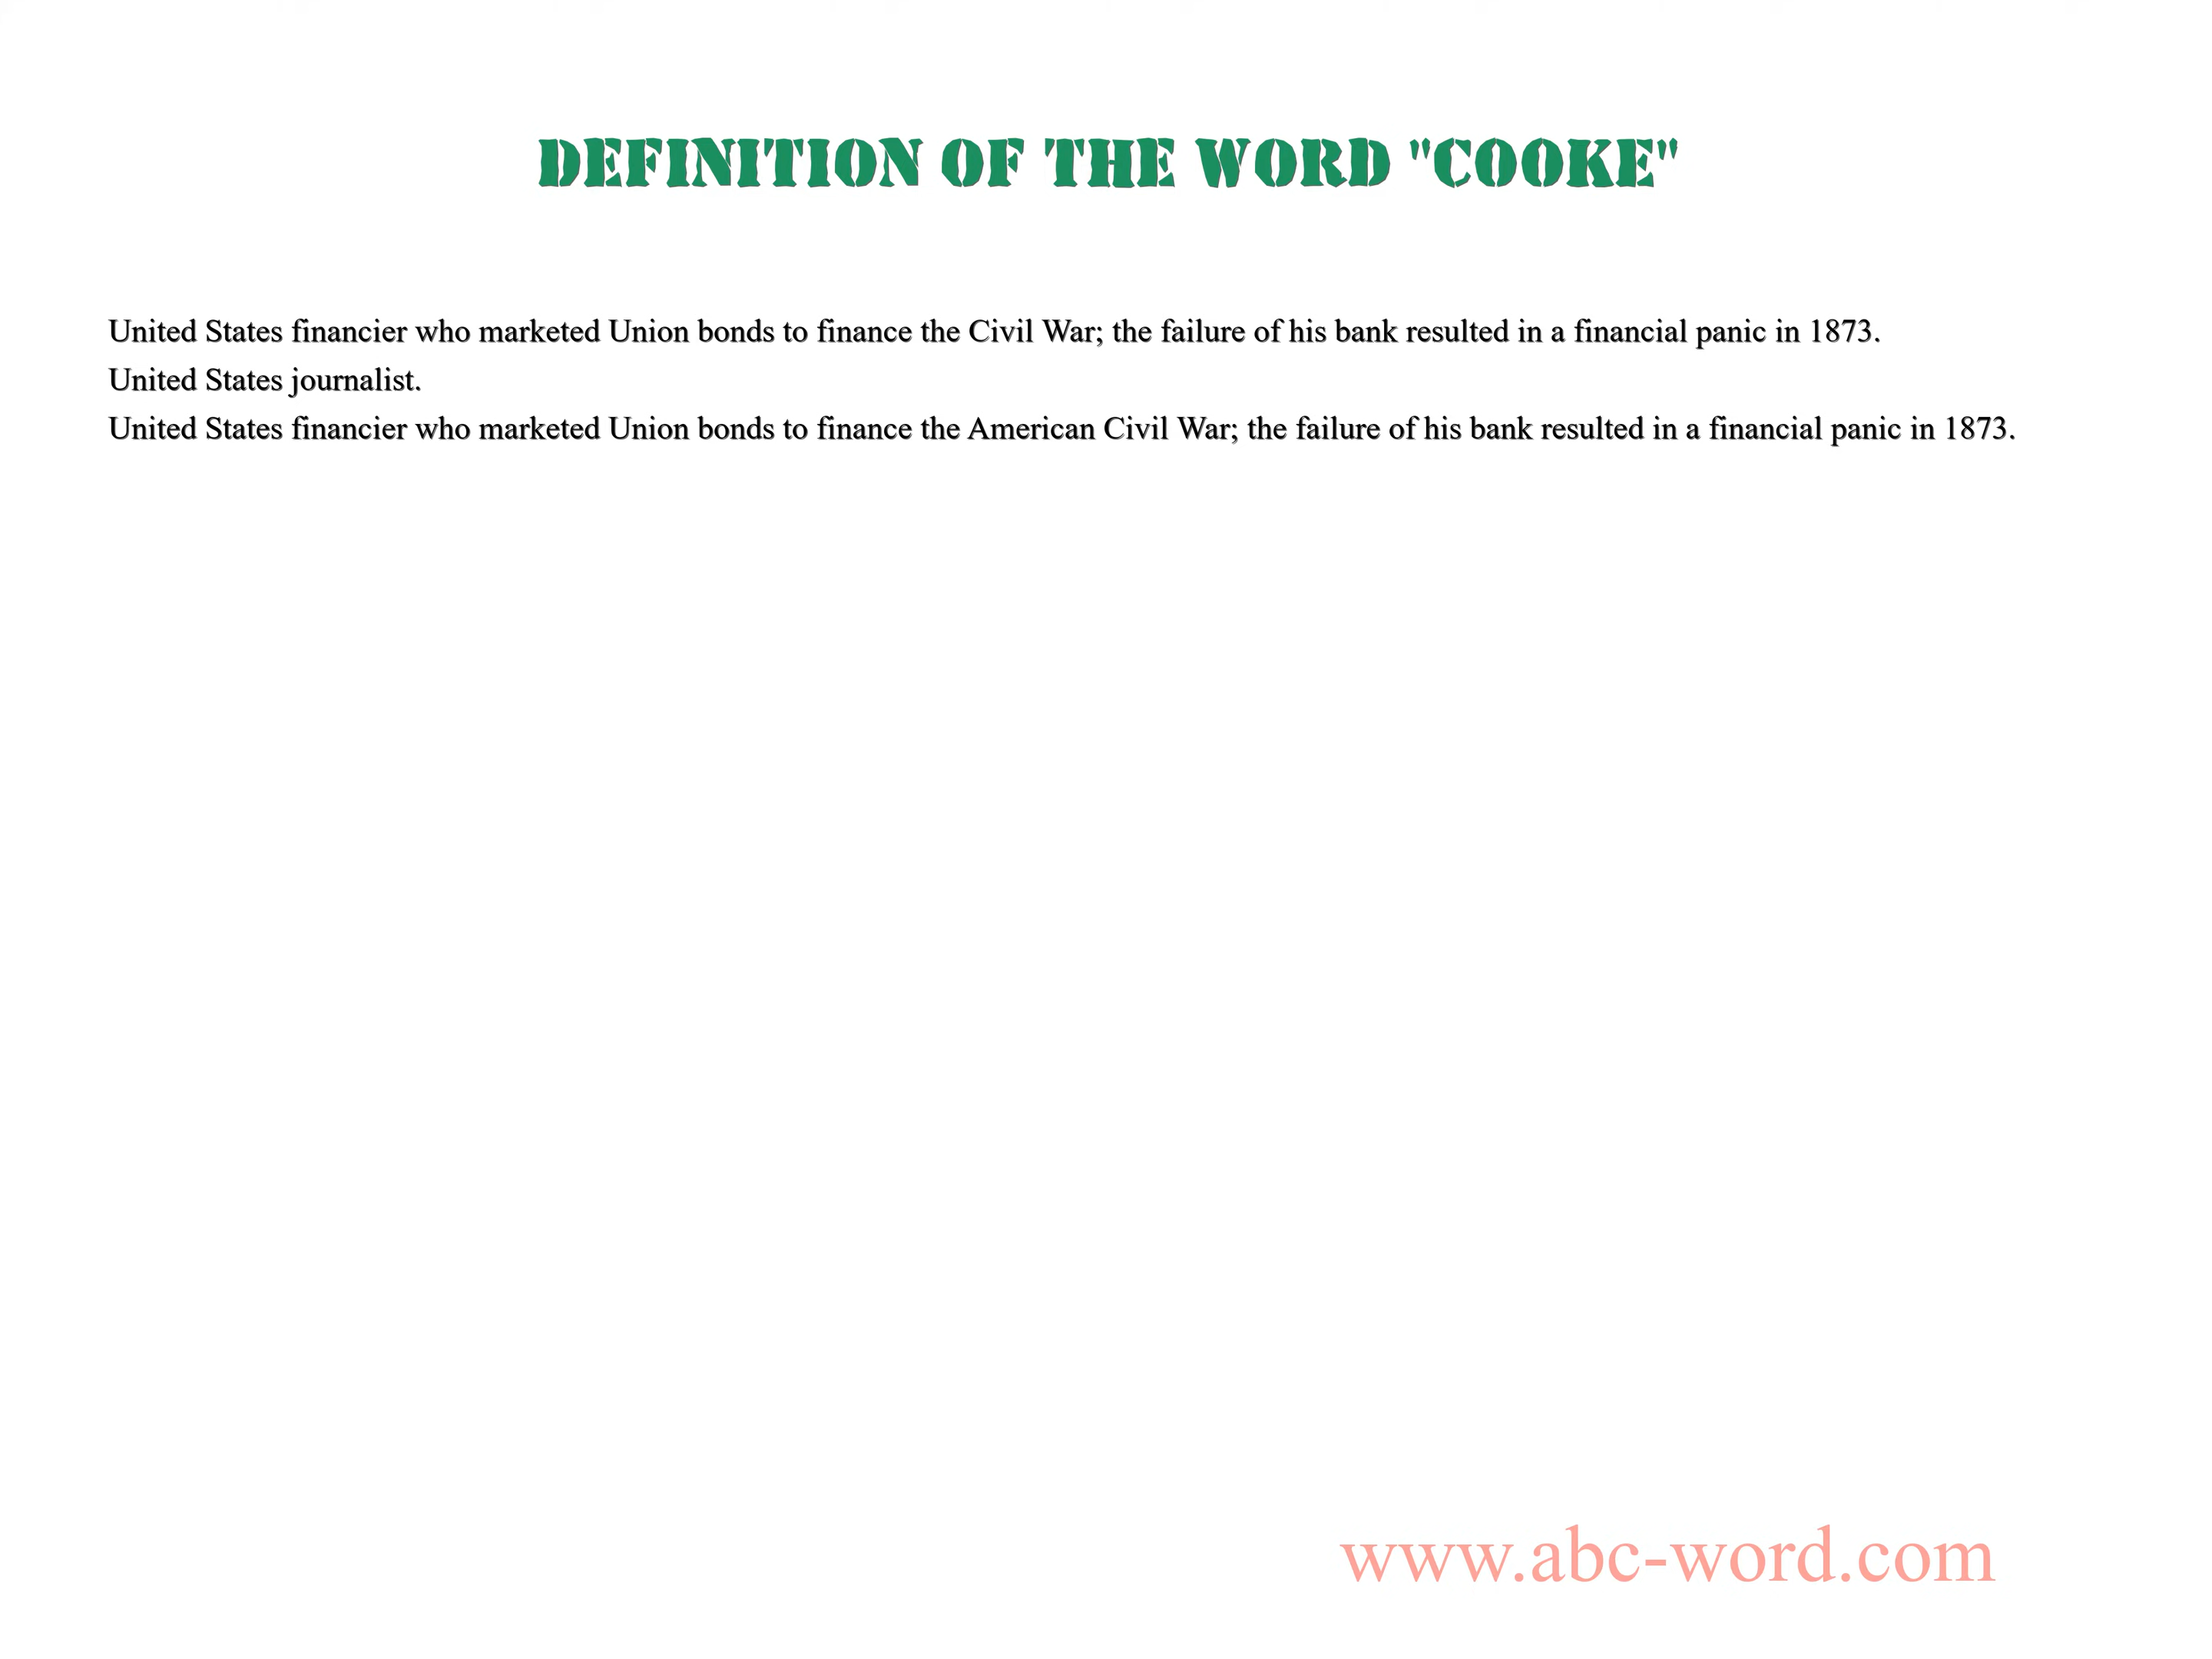 DEFINITION OF THE WORD "COOKE"
United States financier who marketed Union bonds to finance the Civil War; the failure of his bank resulted in a financial panic in 1873.
United States journalist.
United States financier who marketed Union bonds to finance the American Civil War; the failure of his bank resulted in a financial panic in 1873.
www.abc-word.com